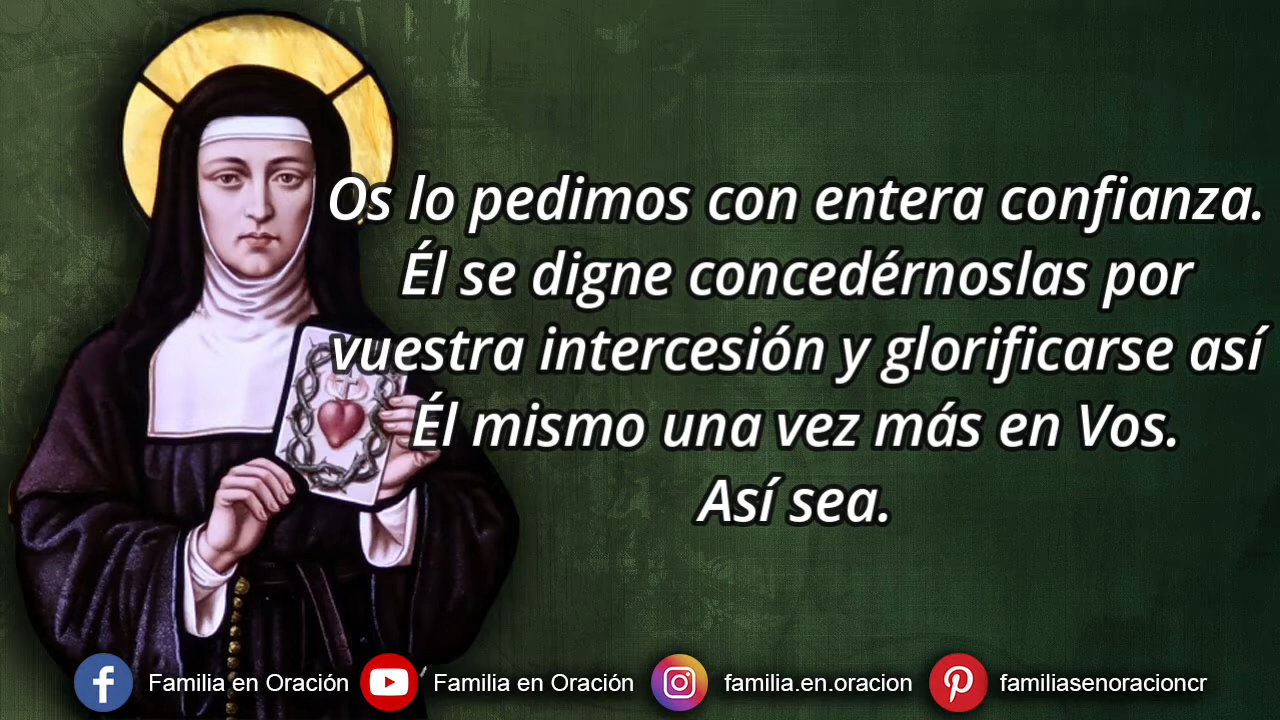 Os lo pedimos con entera confianza.
Él se digne concedérnoslas por
vuestra intercesión y glorificarse así
Él mismo una vez más en Vos.
Así sea.
Familia en Oración
Familia en Oración
familia.en.oracion
familiasenoracioncr